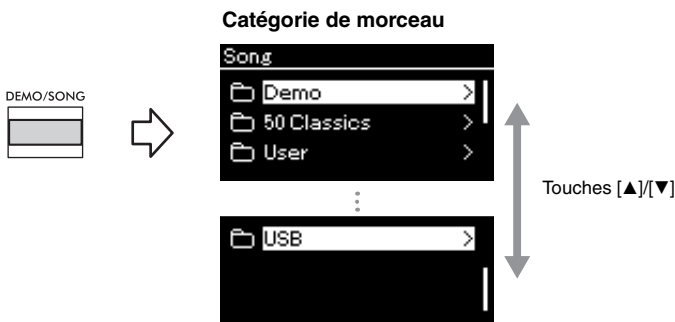 Catégorie de morceau
Song
DEMO/SONG
Demo >
50 Classics >
User >
Touches [▲]/[▼]
USB >